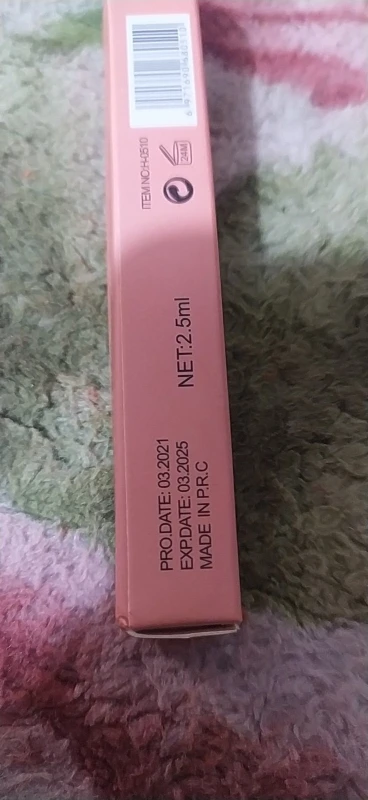 ITEM NO:H-0510
24M
NET:2.5ml
PRO.DATE: 03.2021
EXP.DATE: 03.2025
MADE IN P.R.C